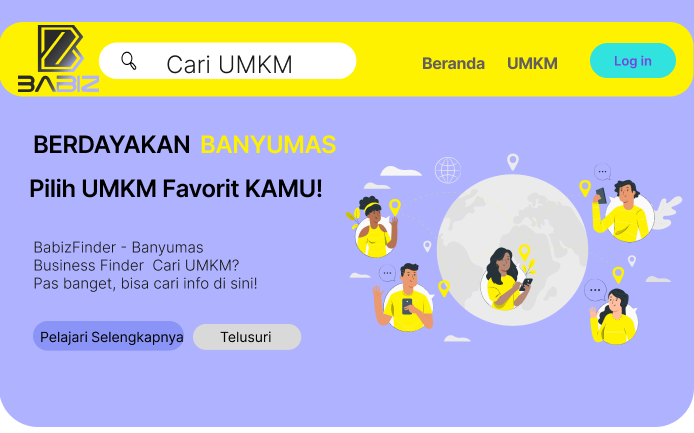 BABIZ
Cari UMKM
Beranda
UMKM
Log in
BERDAYAKAN BANYUMAS
Pilih UMKM Favorit KAMU!
BabizFinder - Banyumas
Business Finder  Cari UMKM?
Pas banget, bisa cari info di sini!
Pelajari Selengkapnya
Telusuri